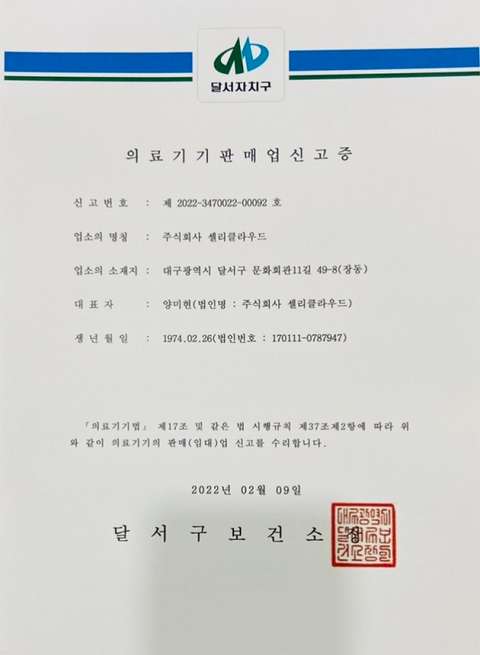 달서자치구
의료기기판매업신고증
신고번호 : 제 2022-3470022-00092 호
업소의 명칭 : 주식회사 셀리클라우드
업소의 소재지 : 대구광역시 달서구 문화회관11길 49-8(장동)
대표자 : 양미현(법인명 : 주식회사 셀리클라우드)
생년월일 : 1974.02.26(법인번호 : 170111-0787947)
「의료기기법」 제17조 및 같은 법 시행규칙 제37조제2항에 따라 위
와 같이 의료기기의 판매(임대)업 신고를 수리합니다.
2022년 02월 09일
달서구보건소장